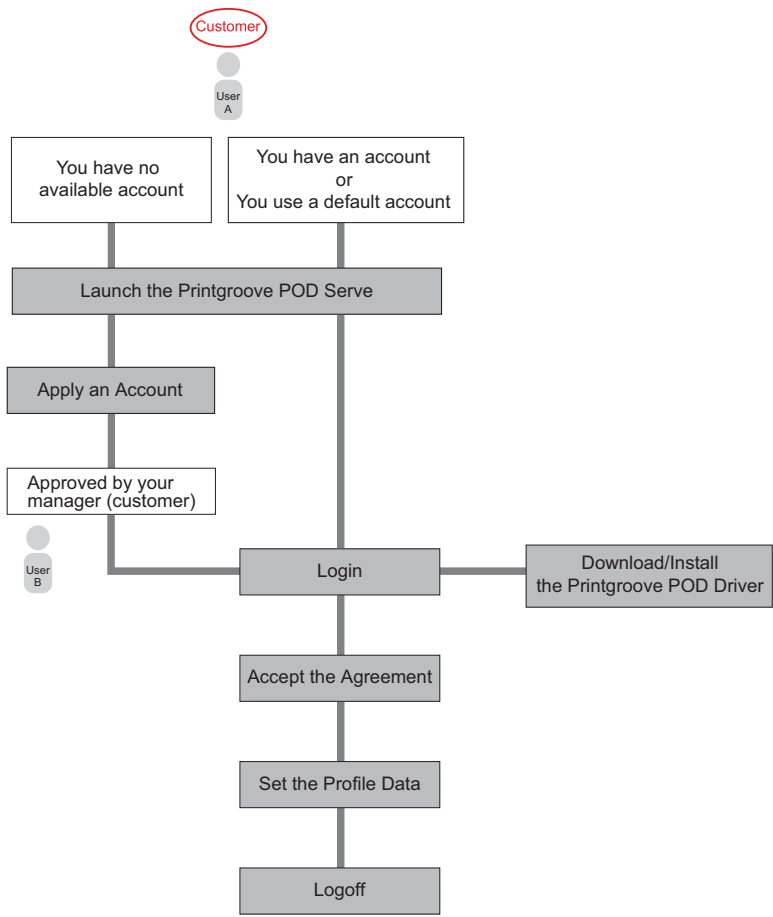 Customer
User
A
You have no
available account
You have an account
or
You use a default account
Launch the Printgroove POD Serve
Apply an Account
Approved by your
manager (customer)
User
B
Login
Download/Install
the Printgroove POD Driver
Accept the Agreement
Set the Profile Data
Logoff